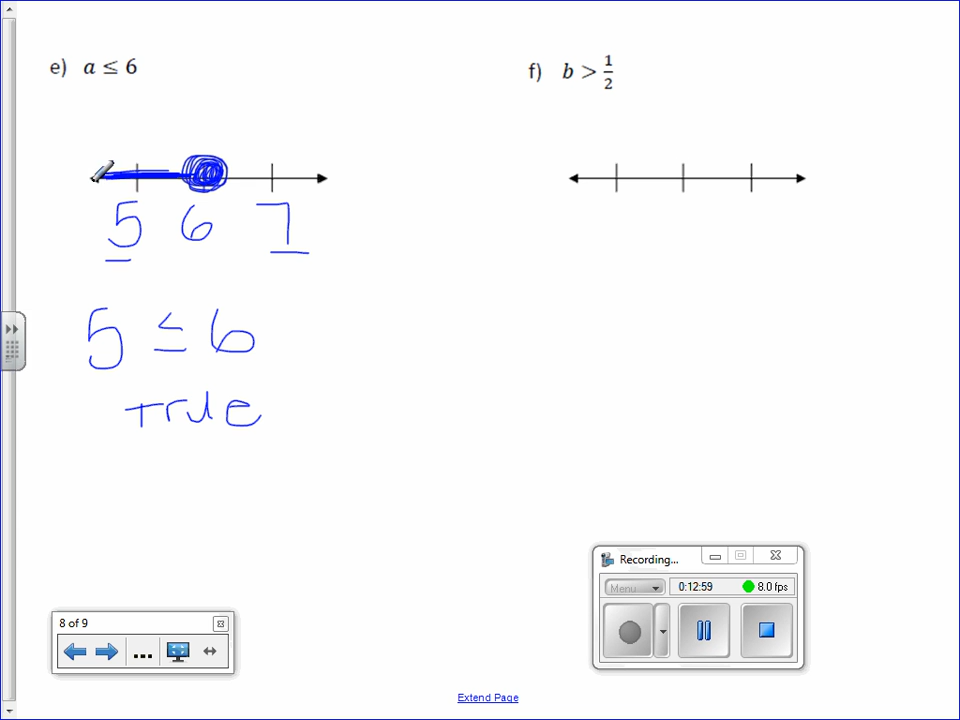 e) a ≤ 6
f) b > 1/2
5 6 7
5 ≤ 6
TRUE
Recording...
Menu 0:12:59 8.0 fps
8 of 9
...
Extend Page